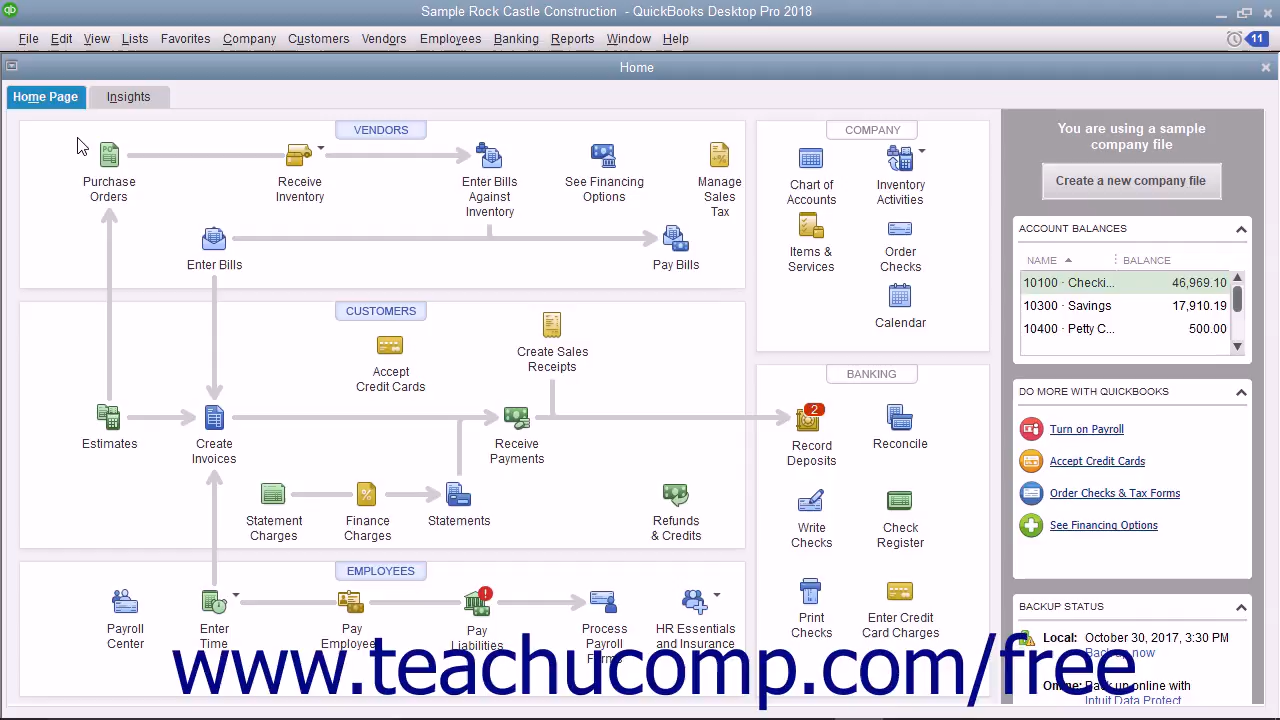 Sample Rock Castle Construction - QuickBooks Desktop Pro 2018
File Edit View Lists Favorites Company Customers Vendors Employees Banking Reports Window Help
11
Home
Home Page
Insights
VENDORS
Purchase
Orders
Receive
Inventory
Enter Bills
Against
Inventory
See Financing
Options
Manage
Sales
Tax
Enter Bills
Pay Bills
CUSTOMERS
Accept
Credit Cards
Create Sales
Receipts
Estimates
Create
Invoices
Receive
Payments
Statement
Charges
Finance
Charges
Statements
Refunds
& Credits
EMPLOYEES
Payroll
Center
Enter
Time
Pay
Employees
Pay
Liabilities
Process
Payroll
Forms
HR Essentials
and Insurance
COMPANY
Chart of
Accounts
Inventory
Activities
Items &
Services
Order
Checks
Calendar
BANKING
2
Record
Deposits
Reconcile
Write
Checks
Check
Register
Print
Checks
Enter Credit
Card Charges
You are using a sample
company file
Create a new company file
ACCOUNT BALANCES
NAME BALANCE
10100 · Checki... 46,969.10
10300 · Savings 17,910.19
10400 · Petty C... 500.00
DO MORE WITH QUICKBOOKS
Turn on Payroll
Accept Credit Cards
Order Checks & Tax Forms
See Financing Options
BACKUP STATUS
Local: October 30, 2017, 3:30 PM
Back up now
Online: Back up online with
Intuit Data Protect
www.teachucomp.com/free